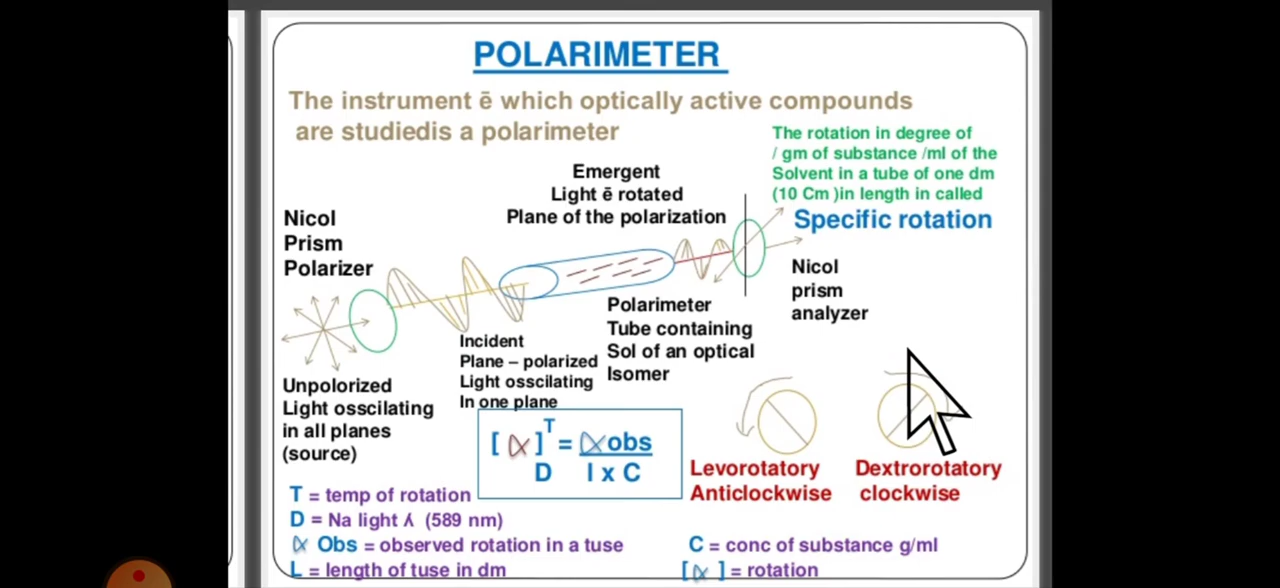 POLARIMETER
The instrument ē which optically active compounds
are studiedis a polarimeter
The rotation in degree of
/ gm of substance /ml of the
Solvent in a tube of one dm
(10 Cm )in length in called
Specific rotation
Emergent
Light ē rotated
Plane of the polarization
Nicol
Prism
Polarizer
Nicol
prism
analyzer
Polarimeter
Tube containing
Sol of an optical
Isomer
Incident
Plane – polarized
Light osscilating
In one plane
Unpolorized
Light osscilating
in all planes
(source)
[α]T = α obs
D l x C
Levorotatory
Anticlockwise
Dextrorotatory
clockwise
T = temp of rotation
D = Na light ʎ (589 nm)
α Obs = observed rotation in a tuse
L = length of tuse in dm
C = conc of substance g/ml
[α ] = rotation